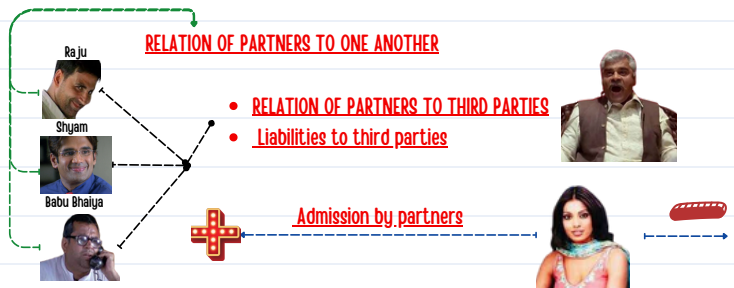 RELATION OF PARTNERS TO ONE ANOTHER
Raju
RELATION OF PARTNERS TO THIRD PARTIES
Shyam
Liabilities to third parties
Babu Bhaiya
Admission by partners